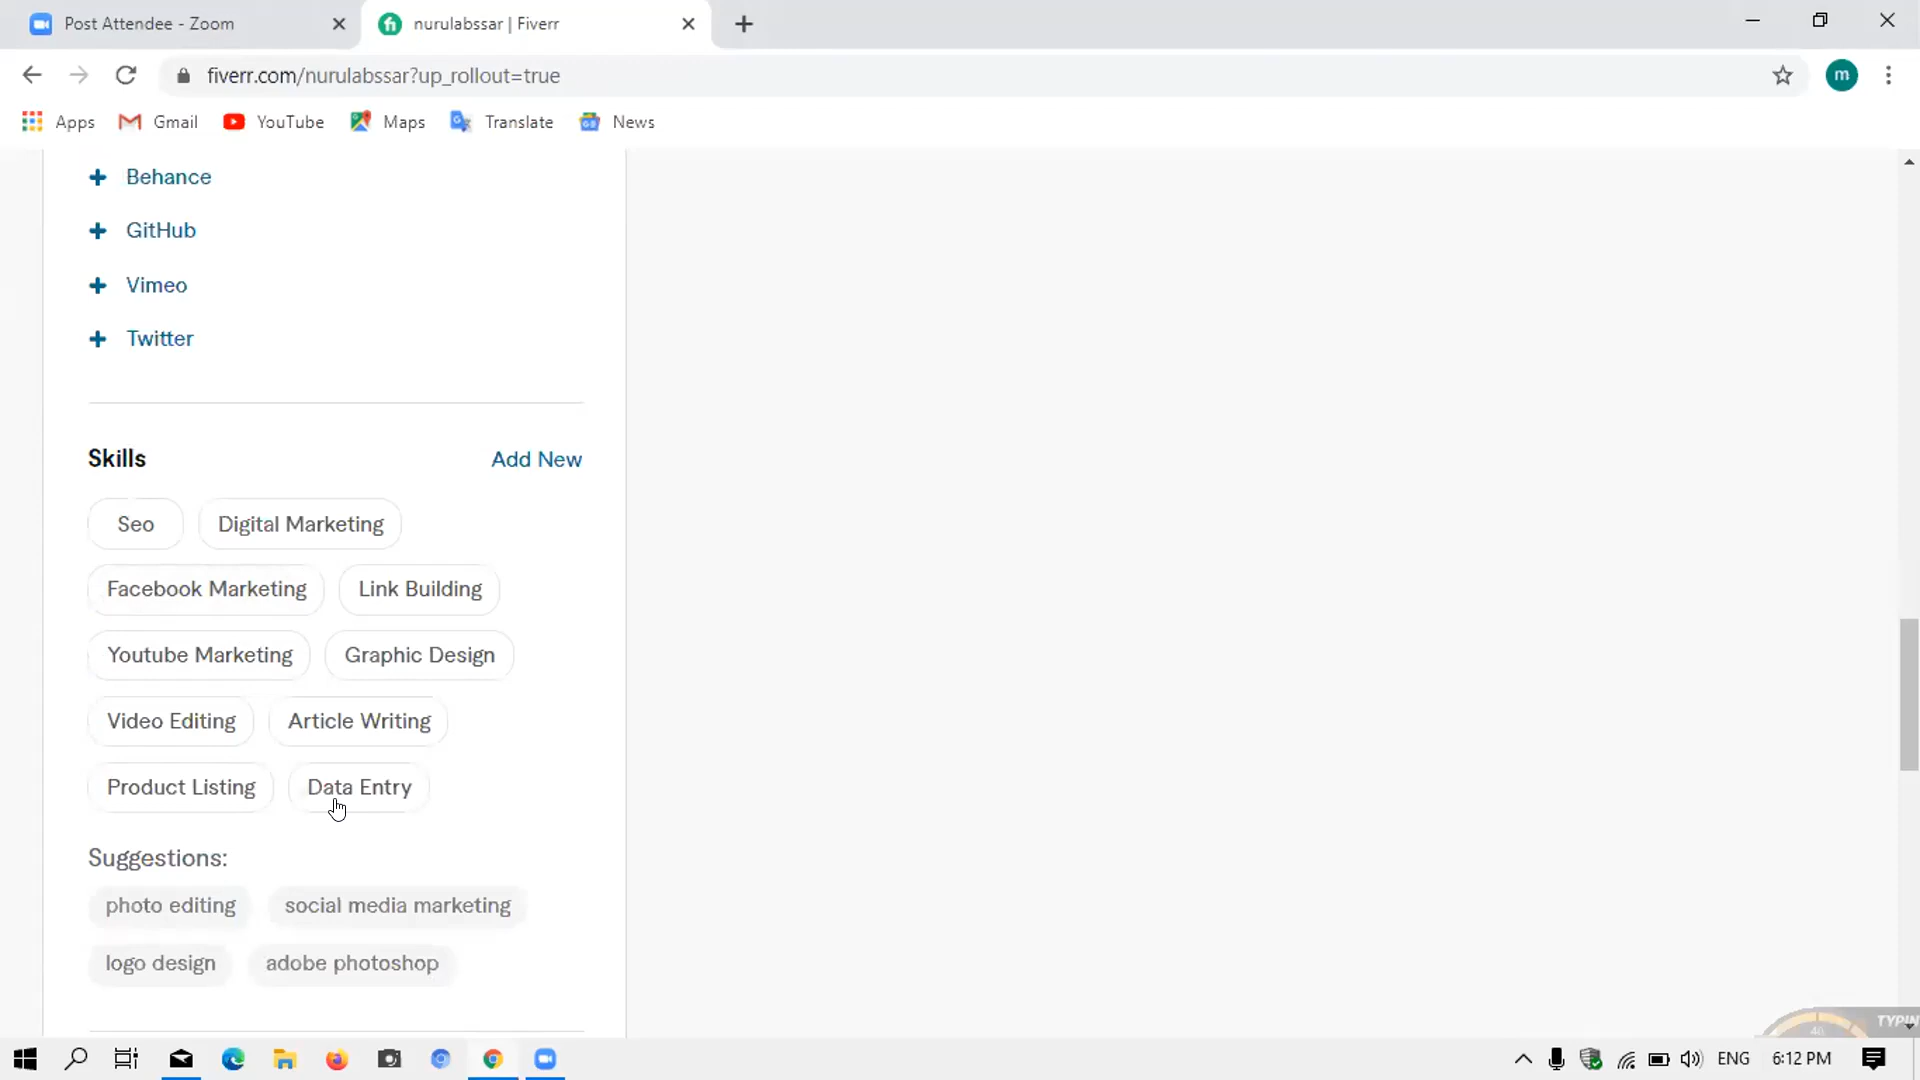 Post Attendee - Zoom
nurulabssar | Fiverr
fiverr.com/nurulabssar?up_rollout=true
m
Apps
Gmail
YouTube
Maps
Translate
News
Behance
GitHub
Vimeo
Twitter
Skills
Add New
Seo
Digital Marketing
Facebook Marketing
Link Building
Youtube Marketing
Graphic Design
Video Editing
Article Writing
Product Listing
Data Entry
Suggestions:
photo editing
social media marketing
logo design
adobe photoshop
40
TYPIN
ENG
6:12 PM